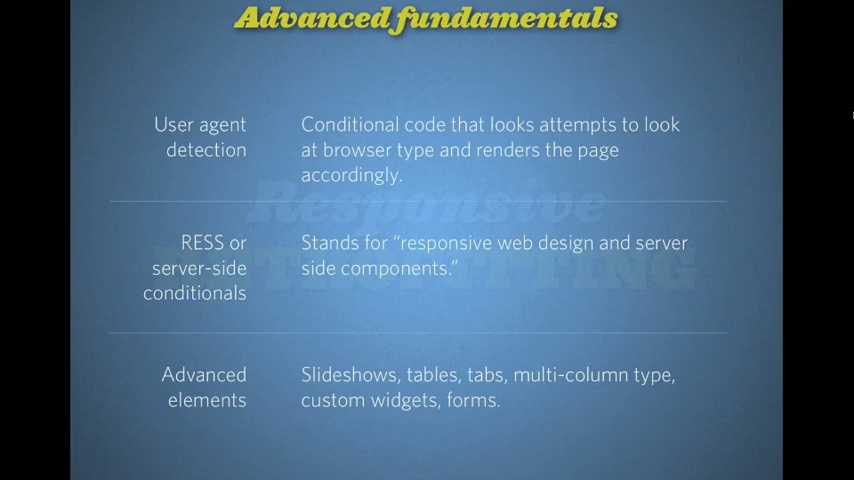 Advanced fundamentals
User agent
detection
Conditional code that looks attempts to look
at browser type and renders the page
accordingly.
Responsive
RESS or
server-side
conditionals
Stands for “responsive web design and server
side components.”
Advanced
elements
Slideshows, tables, tabs, multi-column type,
custom widgets, forms.